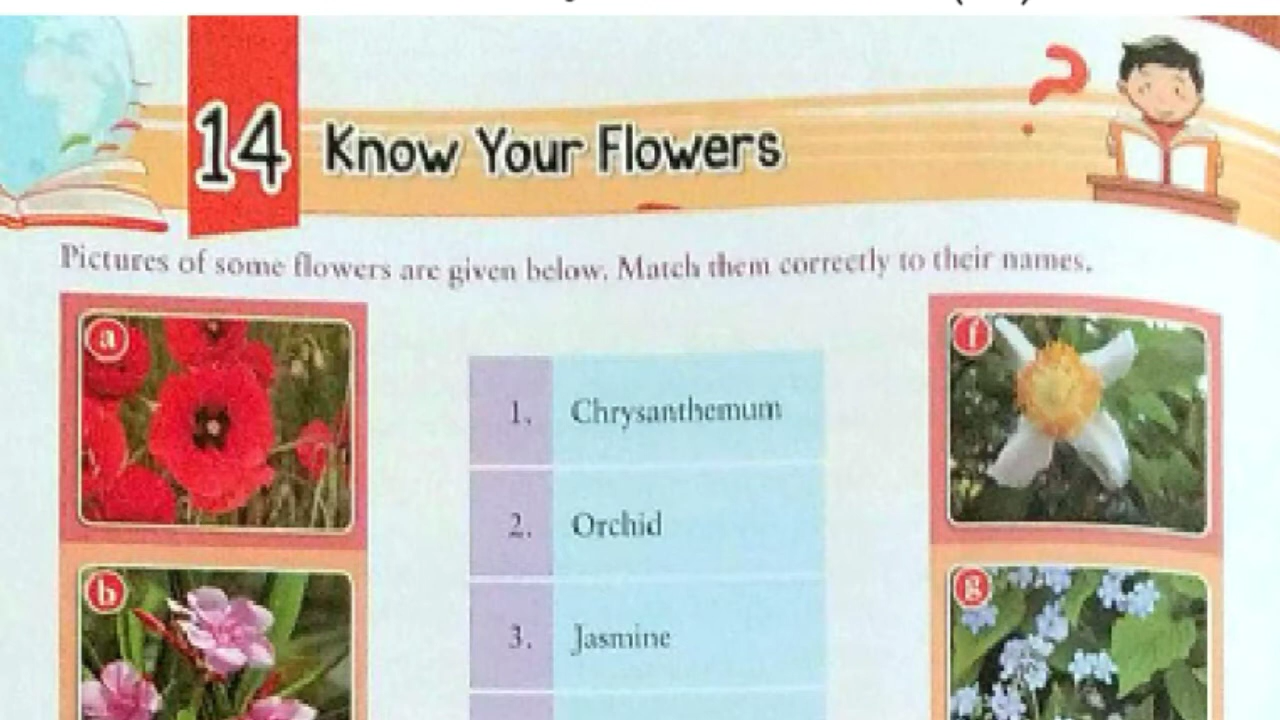 14 Know Your Flowers
Pictures of some flowers are given below. Match them correctly to their names.
a
f
1. Chrysanthemum
2. Orchid
b
g
3. Jasmine